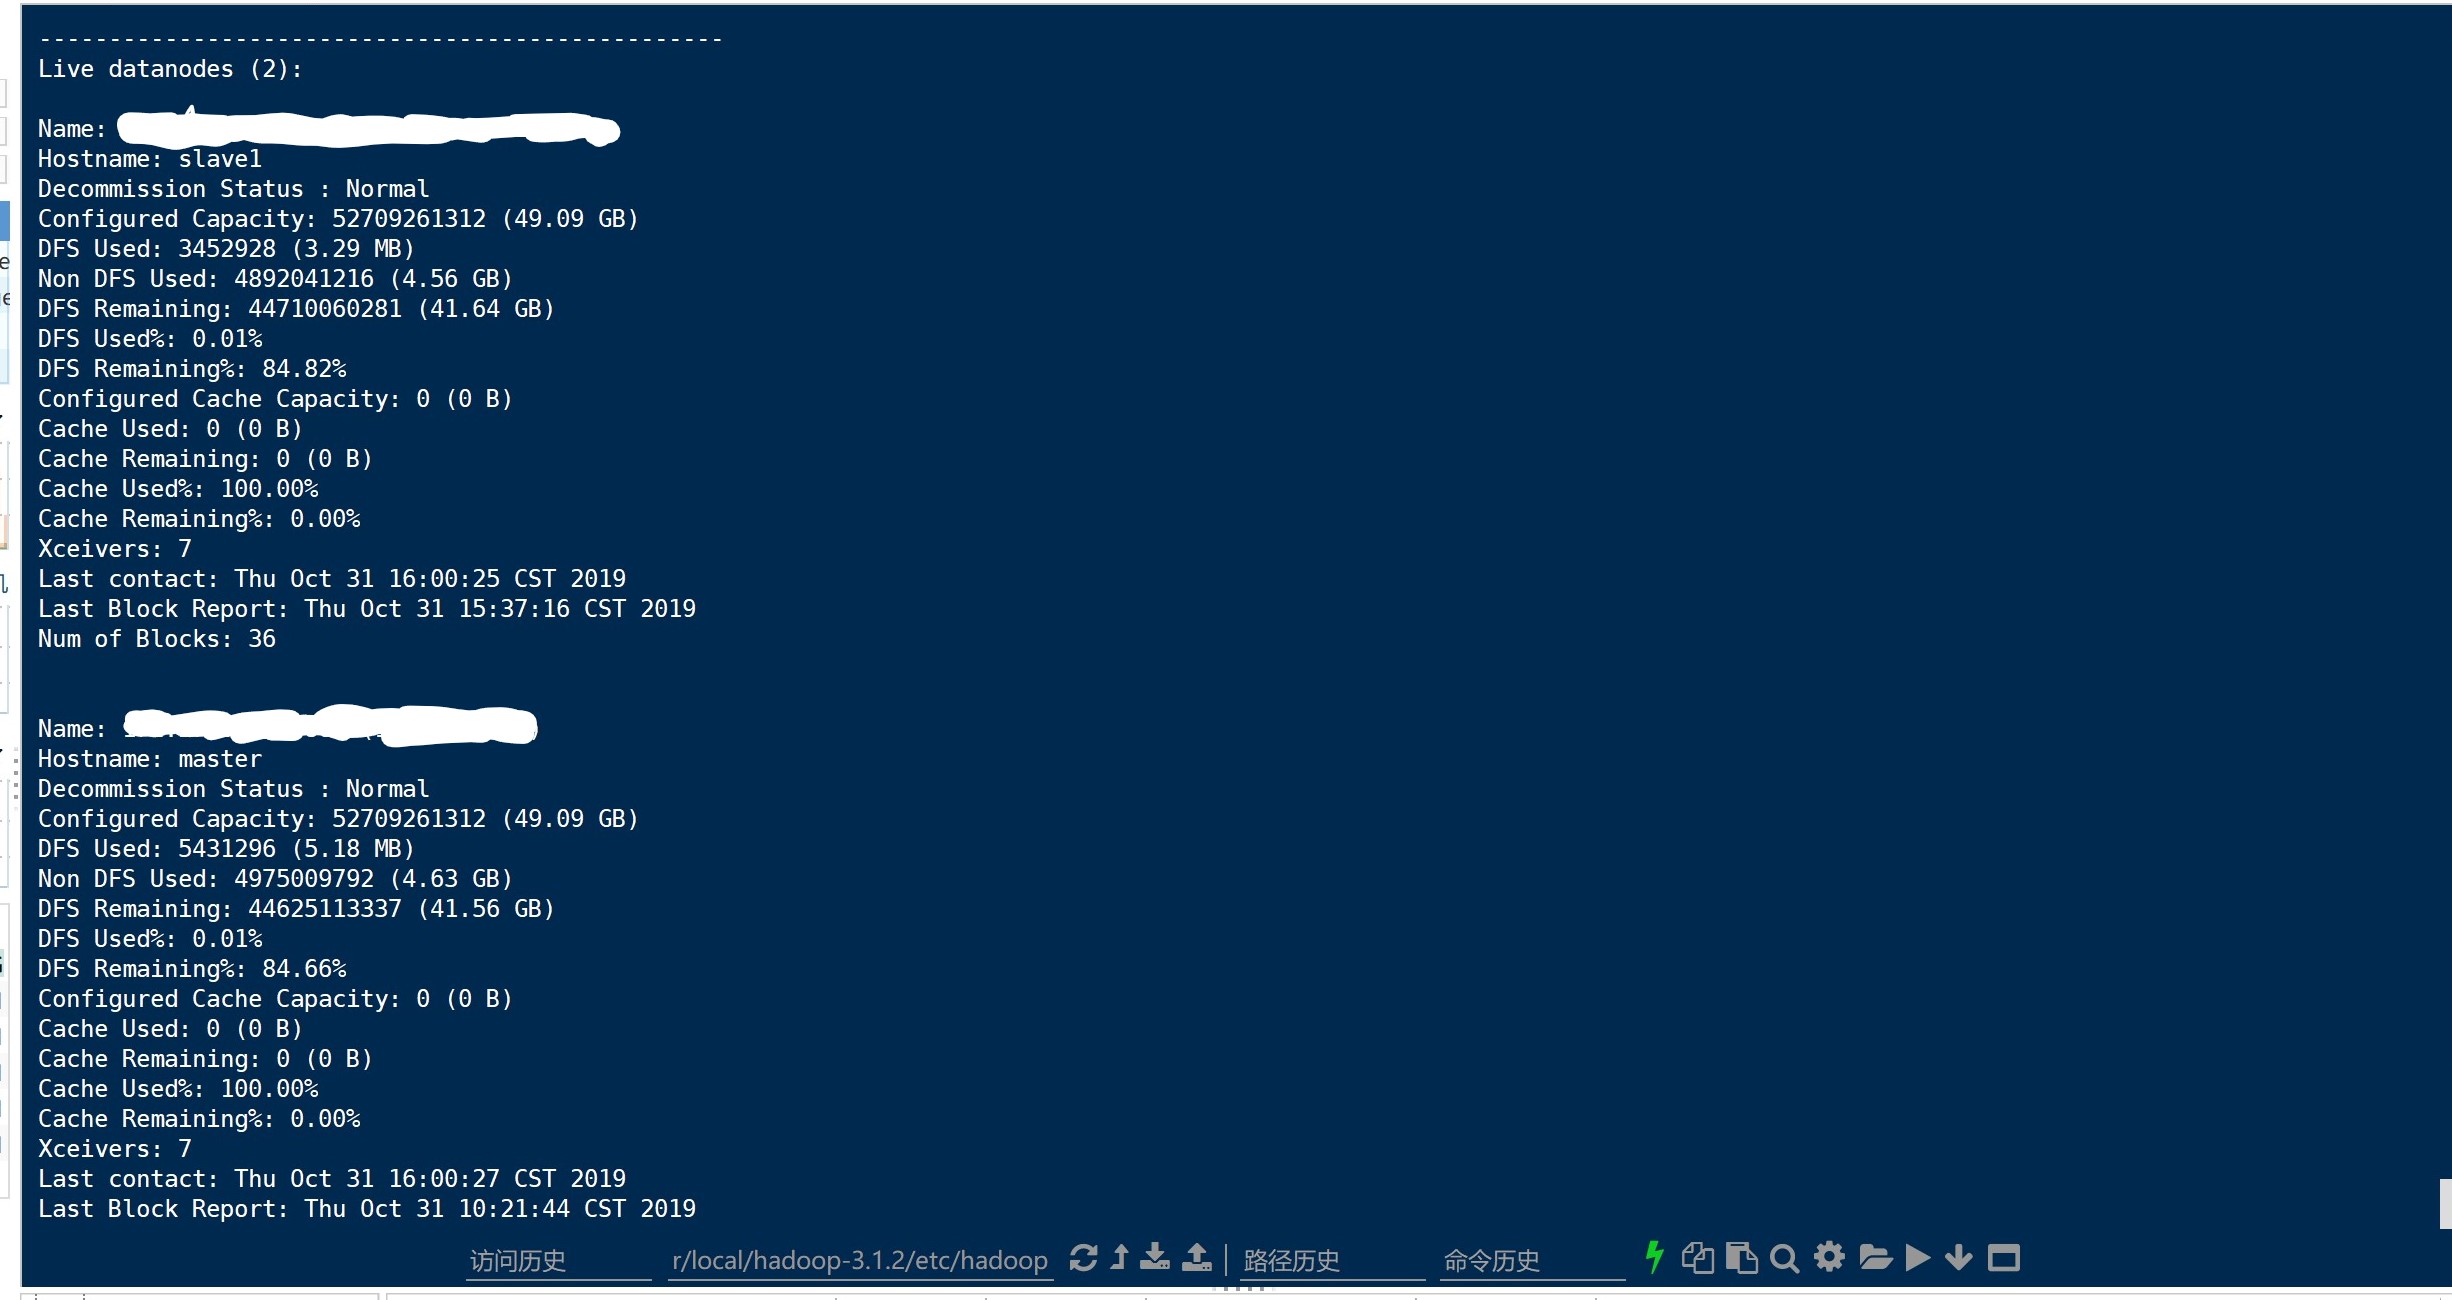 -------------------------------------------------
Live datanodes (2):
Name:
Hostname: slave1
Decommission Status : Normal
Configured Capacity: 52709261312 (49.09 GB)
DFS Used: 3452928 (3.29 MB)
Non DFS Used: 4892041216 (4.56 GB)
DFS Remaining: 44710060281 (41.64 GB)
DFS Used%: 0.01%
DFS Remaining%: 84.82%
Configured Cache Capacity: 0 (0 B)
Cache Used: 0 (0 B)
Cache Remaining: 0 (0 B)
Cache Used%: 100.00%
Cache Remaining%: 0.00%
Xceivers: 7
Last contact: Thu Oct 31 16:00:25 CST 2019
Last Block Report: Thu Oct 31 15:37:16 CST 2019
Num of Blocks: 36
Name:
Hostname: master
Decommission Status : Normal
Configured Capacity: 52709261312 (49.09 GB)
DFS Used: 5431296 (5.18 MB)
Non DFS Used: 4975009792 (4.63 GB)
DFS Remaining: 44625113337 (41.56 GB)
DFS Used%: 0.01%
DFS Remaining%: 84.66%
Configured Cache Capacity: 0 (0 B)
Cache Used: 0 (0 B)
Cache Remaining: 0 (0 B)
Cache Used%: 100.00%
Cache Remaining%: 0.00%
Xceivers: 7
Last contact: Thu Oct 31 16:00:27 CST 2019
Last Block Report: Thu Oct 31 10:21:44 CST 2019
访问历史 r/local/hadoop-3.1.2/etc/hadoop 路径历史 命令历史